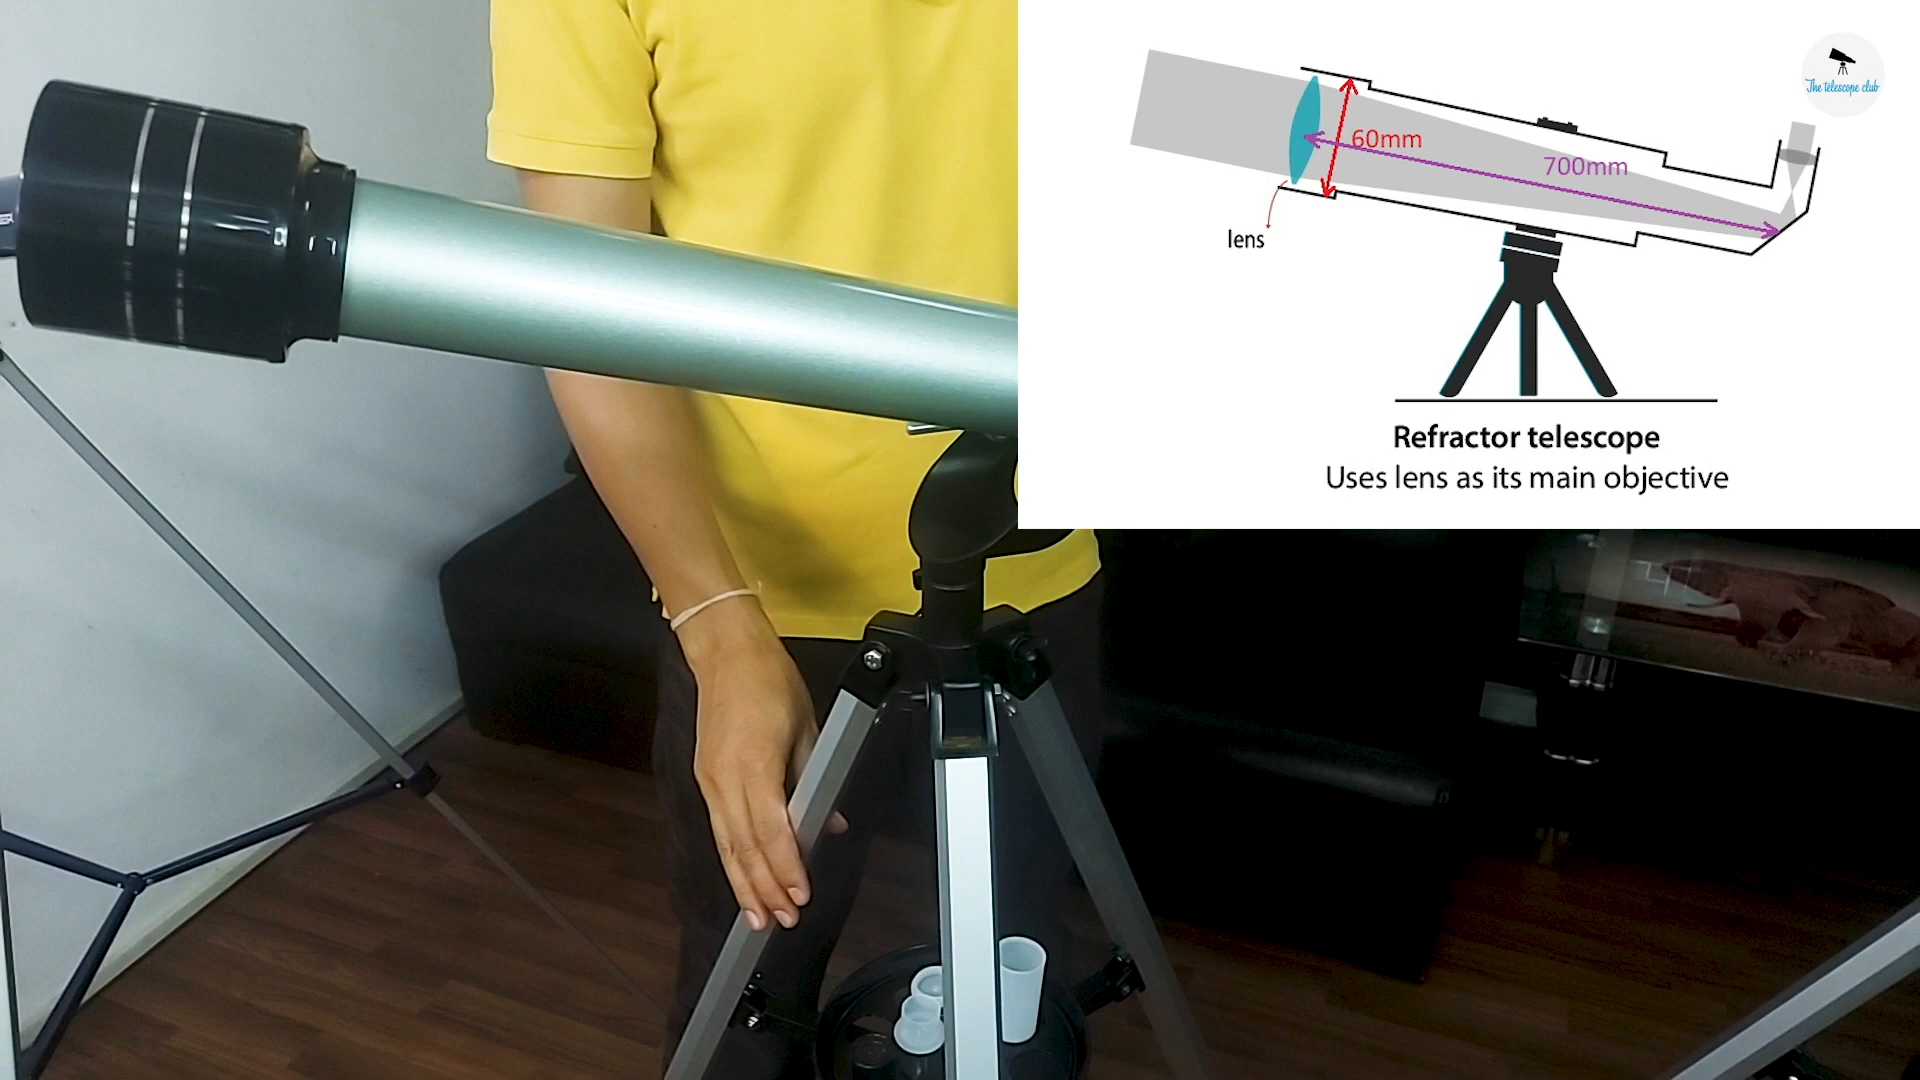 The telescope club
60mm
700mm
lens
Refractor telescope
Uses lens as its main objective